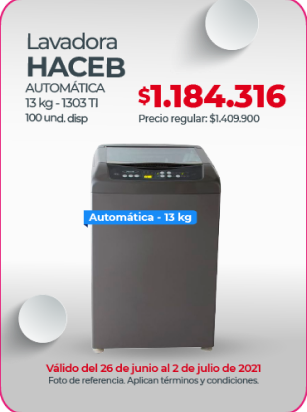 Lavadora
HACEB
AUTOMÁTICA
13 kg - 1303 TI
100 und. disp
$1.184.316
Precio regular: $1.409.900
Automática - 13 kg
Válido del 26 de junio al 2 de julio de 2021
Foto de referencia. Aplican términos y condiciones.